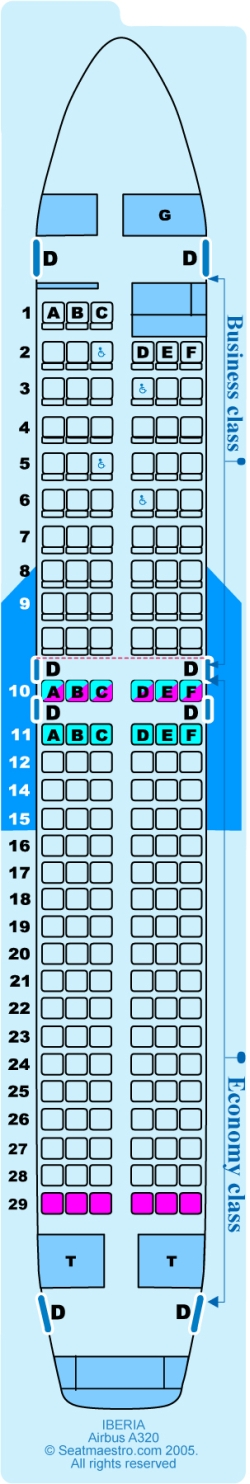 G
D D
1 A B C
2 D E F
3
4
5
6
7
8
9
D D
10 A B C D E F
D D
11 A B C D E F
12
14
15
16
17
18
19
20
21
22
23
24
25
26
27
28
29
T T
D D
Business class
Economy class
IBERIA
Airbus A320
© Seatmaestro.com 2005.
All rights reserved